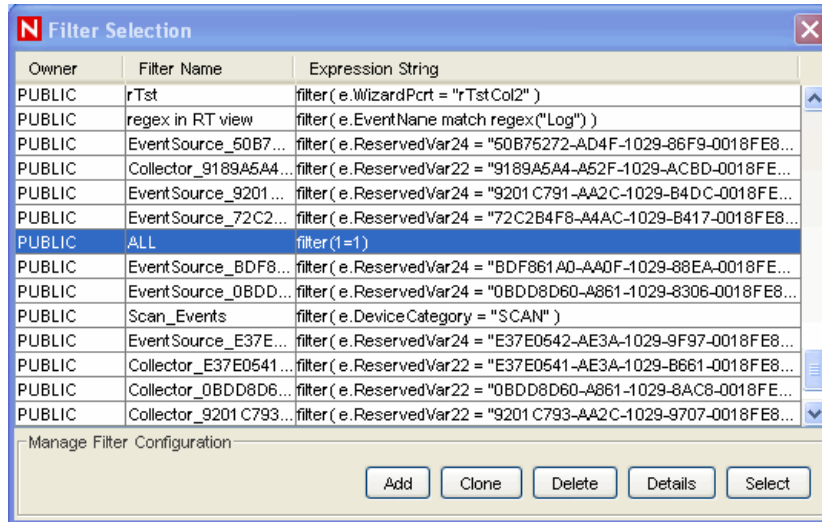 N Filter Selection
Owner Filter Name Expression String
PUBLIC rTst filter( e.WizardPort = "rTstCol2" )
PUBLIC regex in RT view filter( e.EventName match regex("Log") )
PUBLIC EventSource_50B7... filter( e.ReservedVar24 = "50B75272-AD4F-1029-86F9-0018FE8...
PUBLIC Collector_9189A5A4... filter( e.ReservedVar22 = "9189A5A4-A52F-1029-ACBD-0018FE...
PUBLIC EventSource_9201... filter( e.ReservedVar24 = "9201C791-AA2C-1029-B4DC-0018FE8...
PUBLIC EventSource_72C2... filter( e.ReservedVar24 = "72C2B4F8-A4AC-1029-B417-0018FE8...
PUBLIC ALL filter(1=1)
PUBLIC EventSource_BDF8... filter( e.ReservedVar24 = "BDF861A0-AA0F-1029-88EA-0018FE...
PUBLIC EventSource_0BDD... filter( e.ReservedVar24 = "0BDD8D60-A861-1029-8306-0018FE8...
PUBLIC Scan_Events filter( e.DeviceCategory = "SCAN" )
PUBLIC EventSource_E37E... filter( e.ReservedVar24 = "E37E0542-AE3A-1029-9F97-0018FE8...
PUBLIC Collector_E37E0541... filter( e.ReservedVar22 = "E37E0541-AE3A-1029-B661-0018FE8...
PUBLIC Collector_0BDD8D6... filter( e.ReservedVar22 = "0BDD8D60-A861-1029-8AC8-0018FE...
PUBLIC Collector_9201C793... filter( e.ReservedVar22 = "9201C793-AA2C-1029-9707-0018FE8...
Manage Filter Configuration
Add Clone Delete Details Select